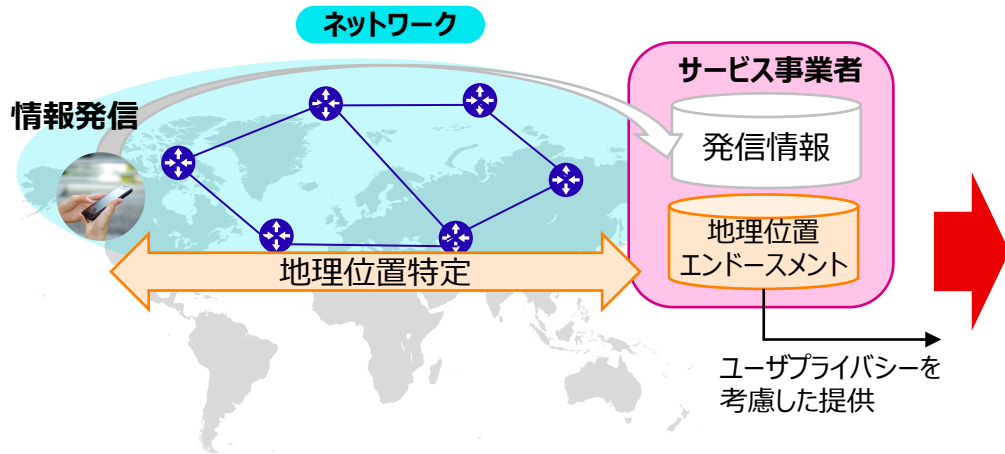 ネットワーク
情報発信
サービス事業者
発信情報
地理位置
エンドースメント
地理位置特定
ユーザプライバシーを
考慮した提供